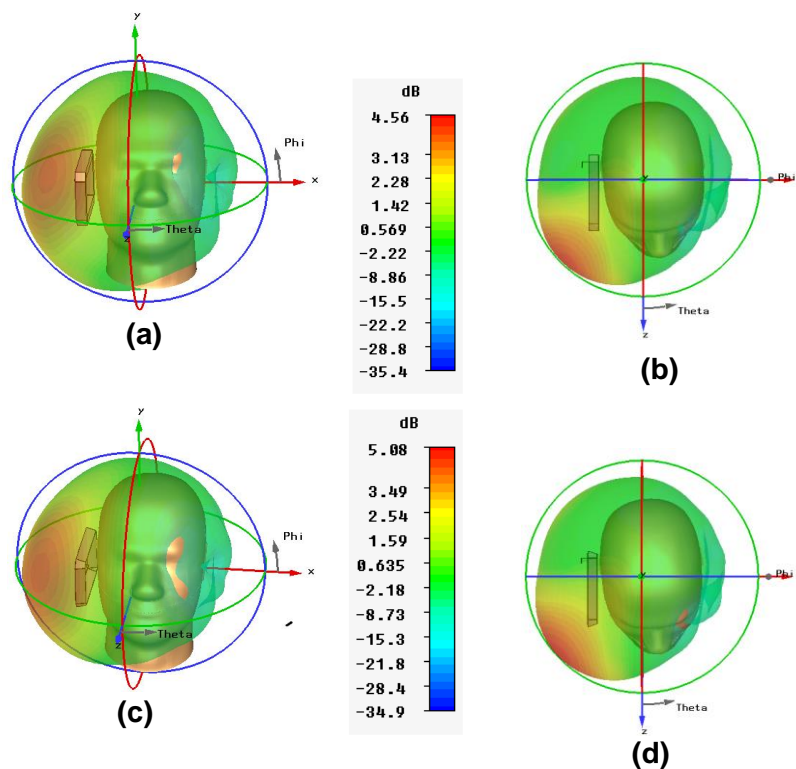 y
Phi
x
Theta
z
(a)
dB
4.56
3.13
2.28
1.42
0.569
-2.22
-8.86
-15.5
-22.2
-28.8
-35.4
y
Phi
Theta
z
(b)
y
Phi
x
Theta
z
(c)
dB
5.08
3.49
2.54
1.59
0.635
-2.18
-8.73
-15.3
-21.8
-28.4
-34.9
Phi
Theta
z
(d)